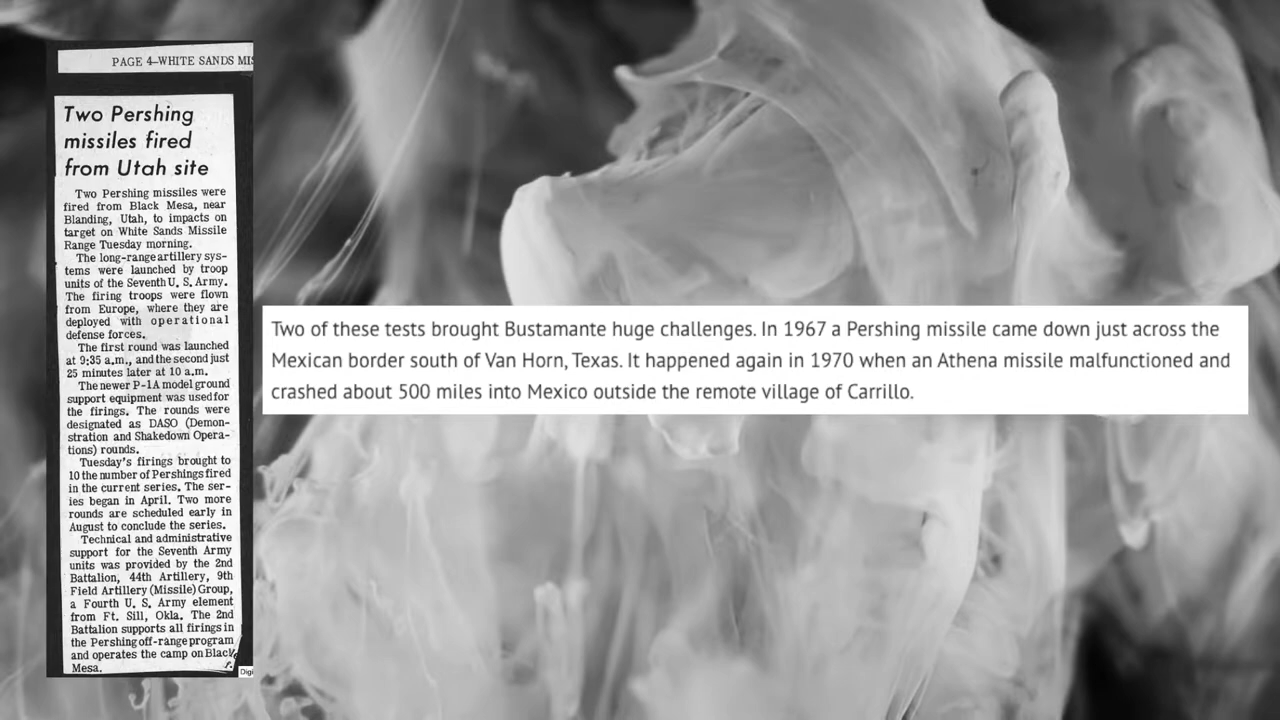 PAGE 4—WHITE SANDS
Two Pershing
missiles fired
from Utah site
Two Pershing missiles were
fired from Black Mesa, near
Blanding, Utah, to impacts on
target on White Sands Missile
Range Tuesday morning.
The long-range artillery sys-
tems were launched by troop
units of the Seventh U. S. Army.
The firing troops were flown
from Europe, where they are
deployed with operational
defense forces.
The first round was launched
at 9:35 a.m., and the second just
25 minutes later at 10 a.m.
The newer P-1A model ground
support equipment was used for
the firings. The rounds were
designated as DASO (Demon-
stration and Shakedown Opera-
tions) rounds.
Tuesday's firings brought to
10 the number of Pershings fired
in the current series. The ser-
ies began in April. Two more
rounds are scheduled early in
August to conclude the series.
Technical and administrative
support for the Seventh Army
units was provided by the 2nd
Battalion, 44th Artillery, 9th
Field Artillery (Missile) Group,
a Fourth U. S. Army element
from Ft. Sill, Okla. The 2nd
Battalion supports all firings in
the Pershing off-range program
and operates the camp on Black
Mesa.
Two of these tests brought Bustamante huge challenges. In 1967 a Pershing missile came down just across the
Mexican border south of Van Horn, Texas. It happened again in 1970 when an Athena missile malfunctioned and
crashed about 500 miles into Mexico outside the remote village of Carrillo.